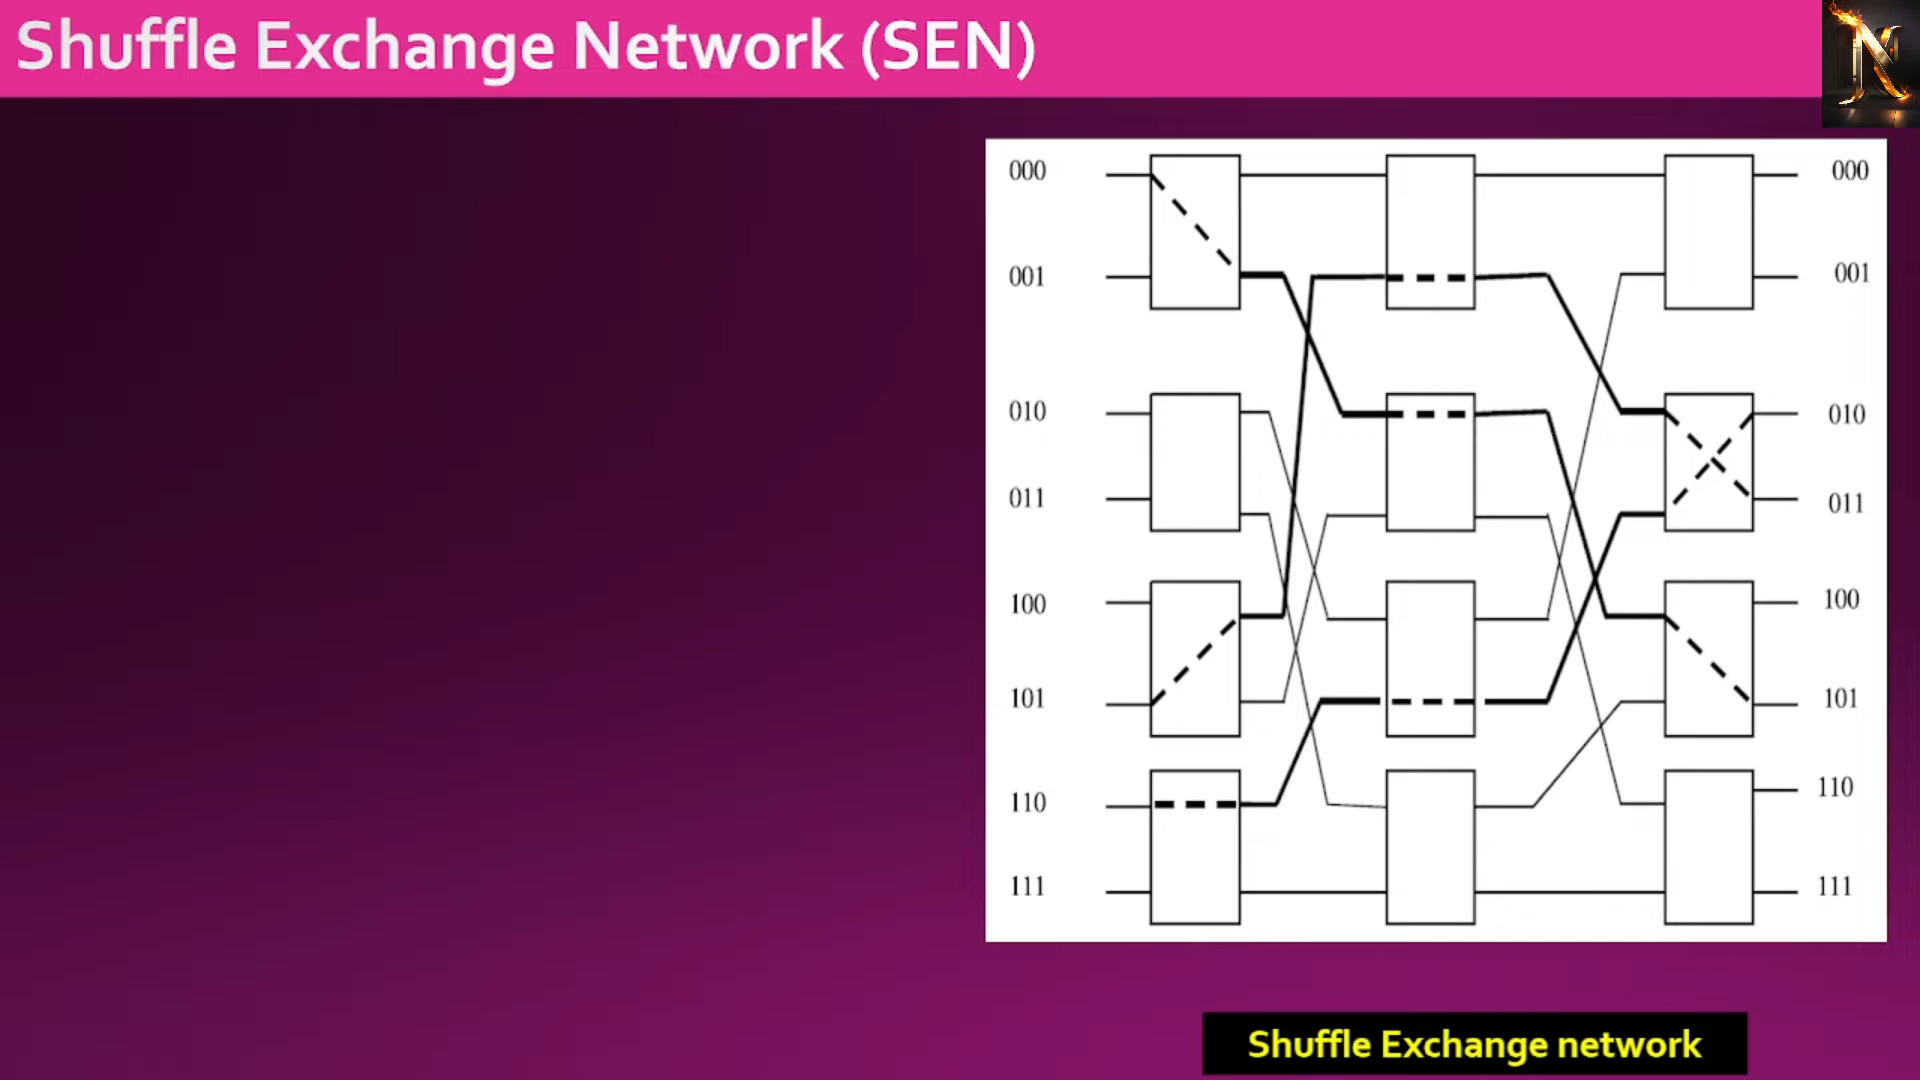 Shuffle Exchange Network (SEN)
N
000 000
001 001
010 010
011 011
100 100
101 101
110 110
111 111
Shuffle Exchange network